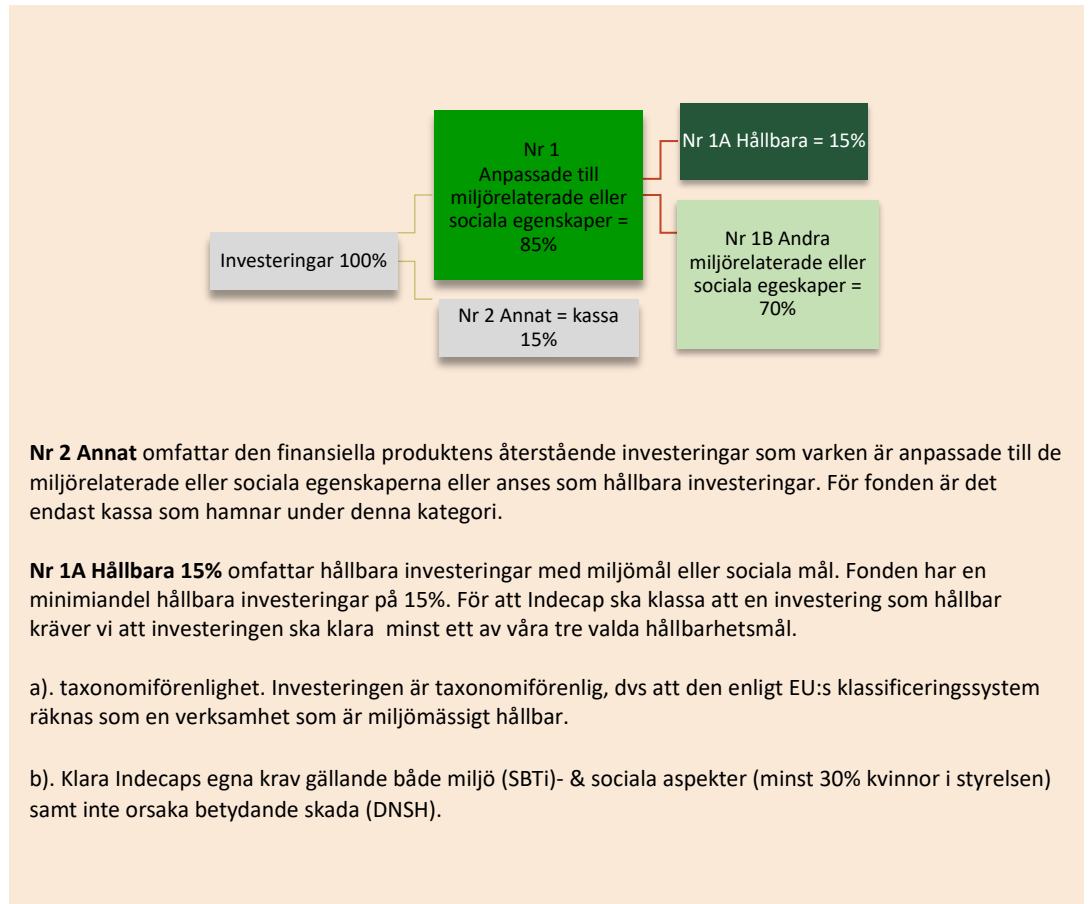 Investeringar 100%
Nr 1
Anpassade till
miljörelaterade eller
sociala egenskaper =
85%
Nr 2 Annat = kassa
15%
Nr 1A Hållbara = 15%
Nr 1B Andra
miljörelaterade eller
sociala egeskaper =
70%
Nr 2 Annat omfattar den finansiella produktens återstående investeringar som varken är anpassade till de
miljörelaterade eller sociala egenskaperna eller anses som hållbara investeringar. För fonden är det
endast kassa som hamnar under denna kategori.
Nr 1A Hållbara 15% omfattar hållbara investeringar med miljömål eller sociala mål. Fonden har en
minimiandel hållbara investeringar på 15%. För att Indecap ska klassa att en investering som hållbar
kräver vi att investeringen ska klara  minst ett av våra tre valda hållbarhetsmål.
a). taxonomiförenlighet. Investeringen är taxonomiförenlig, dvs att den enligt EU:s klassificeringssystem
räknas som en verksamhet som är miljömässigt hållbar.
b). Klara Indecaps egna krav gällande både miljö (SBTi)- & sociala aspekter (minst 30% kvinnor i styrelsen)
samt inte orsaka betydande skada (DNSH).